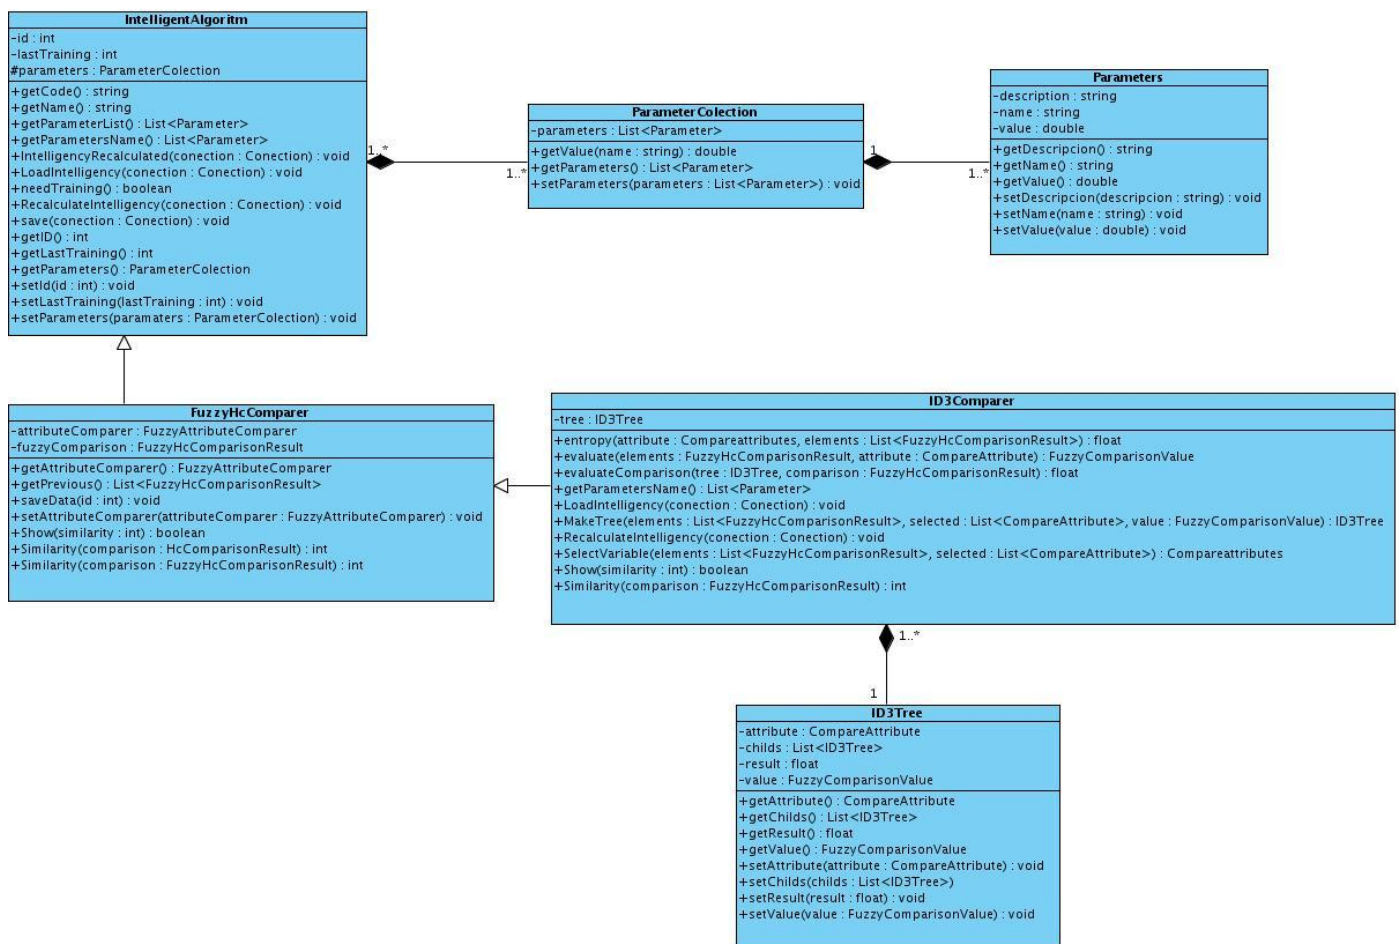 IntelligentAlgoritm
-id : int
-lastTraining : int
#parameters : ParameterColection
+getCode() : string
+getName() : string
+getParameterList() : List<Parameter>
+getParametersName() : List<Parameter>
+IntelligencyRecalculated(conection : Conection) : void
+LoadIntelligency(conection : Conection) : void
+needTraining() : boolean
+RecalculateIntelligency(conection : Conection) : void
+save(conection : Conection) : void
+getID() : int
+getLastTraining() : int
+getParameters() : ParameterColection
+setId(id : int) : void
+setLastTraining(lastTraining : int) : void
+setParameters(paramaters : ParameterColection) : void
1..*
1..*
ParameterColection
-parameters : List<Parameter>
+getValue(name : string) : double
+getParameters() : List<Parameter>
+setParameters(parameters : List<Parameter>) : void
1
1..*
Parameters
-description : string
-name : string
-value : double
+getDescripcion() : string
+getName() : string
+getValue() : double
+setDescripcion(descripcion : string) : void
+setName(name : string) : void
+setValue(value : double) : void
FuzzyHcComparer
-attributeComparer : FuzzyAttributeComparer
-fuzzyComparison : FuzzyHcComparisonResult
+getAttributeComparer() : FuzzyAttributeComparer
+getPrevious() : List<FuzzyHcComparisonResult>
+saveData(id : int) : void
+setAttributeComparer(attributeComparer : FuzzyAttributeComparer) : void
+Show(similarity : int) : boolean
+Similarity(comparison : HcComparisonResult) : int
+Similarity(comparison : FuzzyHcComparisonResult) : int
ID3Comparer
-tree : ID3Tree
+entropy(attribute : Compareattributes, elements : List<FuzzyHcComparisonResult>) : float
+evaluate(elements : FuzzyHcComparisonResult, attribute : CompareAttribute) : FuzzyComparisonValue
+evaluateComparison(tree : ID3Tree, comparison : FuzzyHcComparisonResult) : float
+getParametersName() : List<Parameter>
+LoadIntelligency(conection : Conection) : void
+MakeTree(elements : List<FuzzyHcComparisonResult>, selected : List<CompareAttribute>, value : FuzzyComparisonValue) : ID3Tree
+RecalculateIntelligency(conection : Conection) : void
+SelectVariable(elements : List<FuzzyHcComparisonResult>, selected : List<CompareAttribute>) : Compareattributes
+Show(similarity : int) : boolean
+Similarity(comparison : FuzzyHcComparisonResult) : int
1..*
1
ID3Tree
-attribute : CompareAttribute
-childs : List<ID3Tree>
-result : float
-value : FuzzyComparisonValue
+getAttribute() : CompareAttribute
+getChilds() : List<ID3Tree>
+getResult() : float
+getValue() : FuzzyComparisonValue
+setAttribute(attribute : CompareAttribute) : void
+setChilds(childs : List<ID3Tree>)
+setResult(result : float) : void
+setValue(value : FuzzyComparisonValue) : void